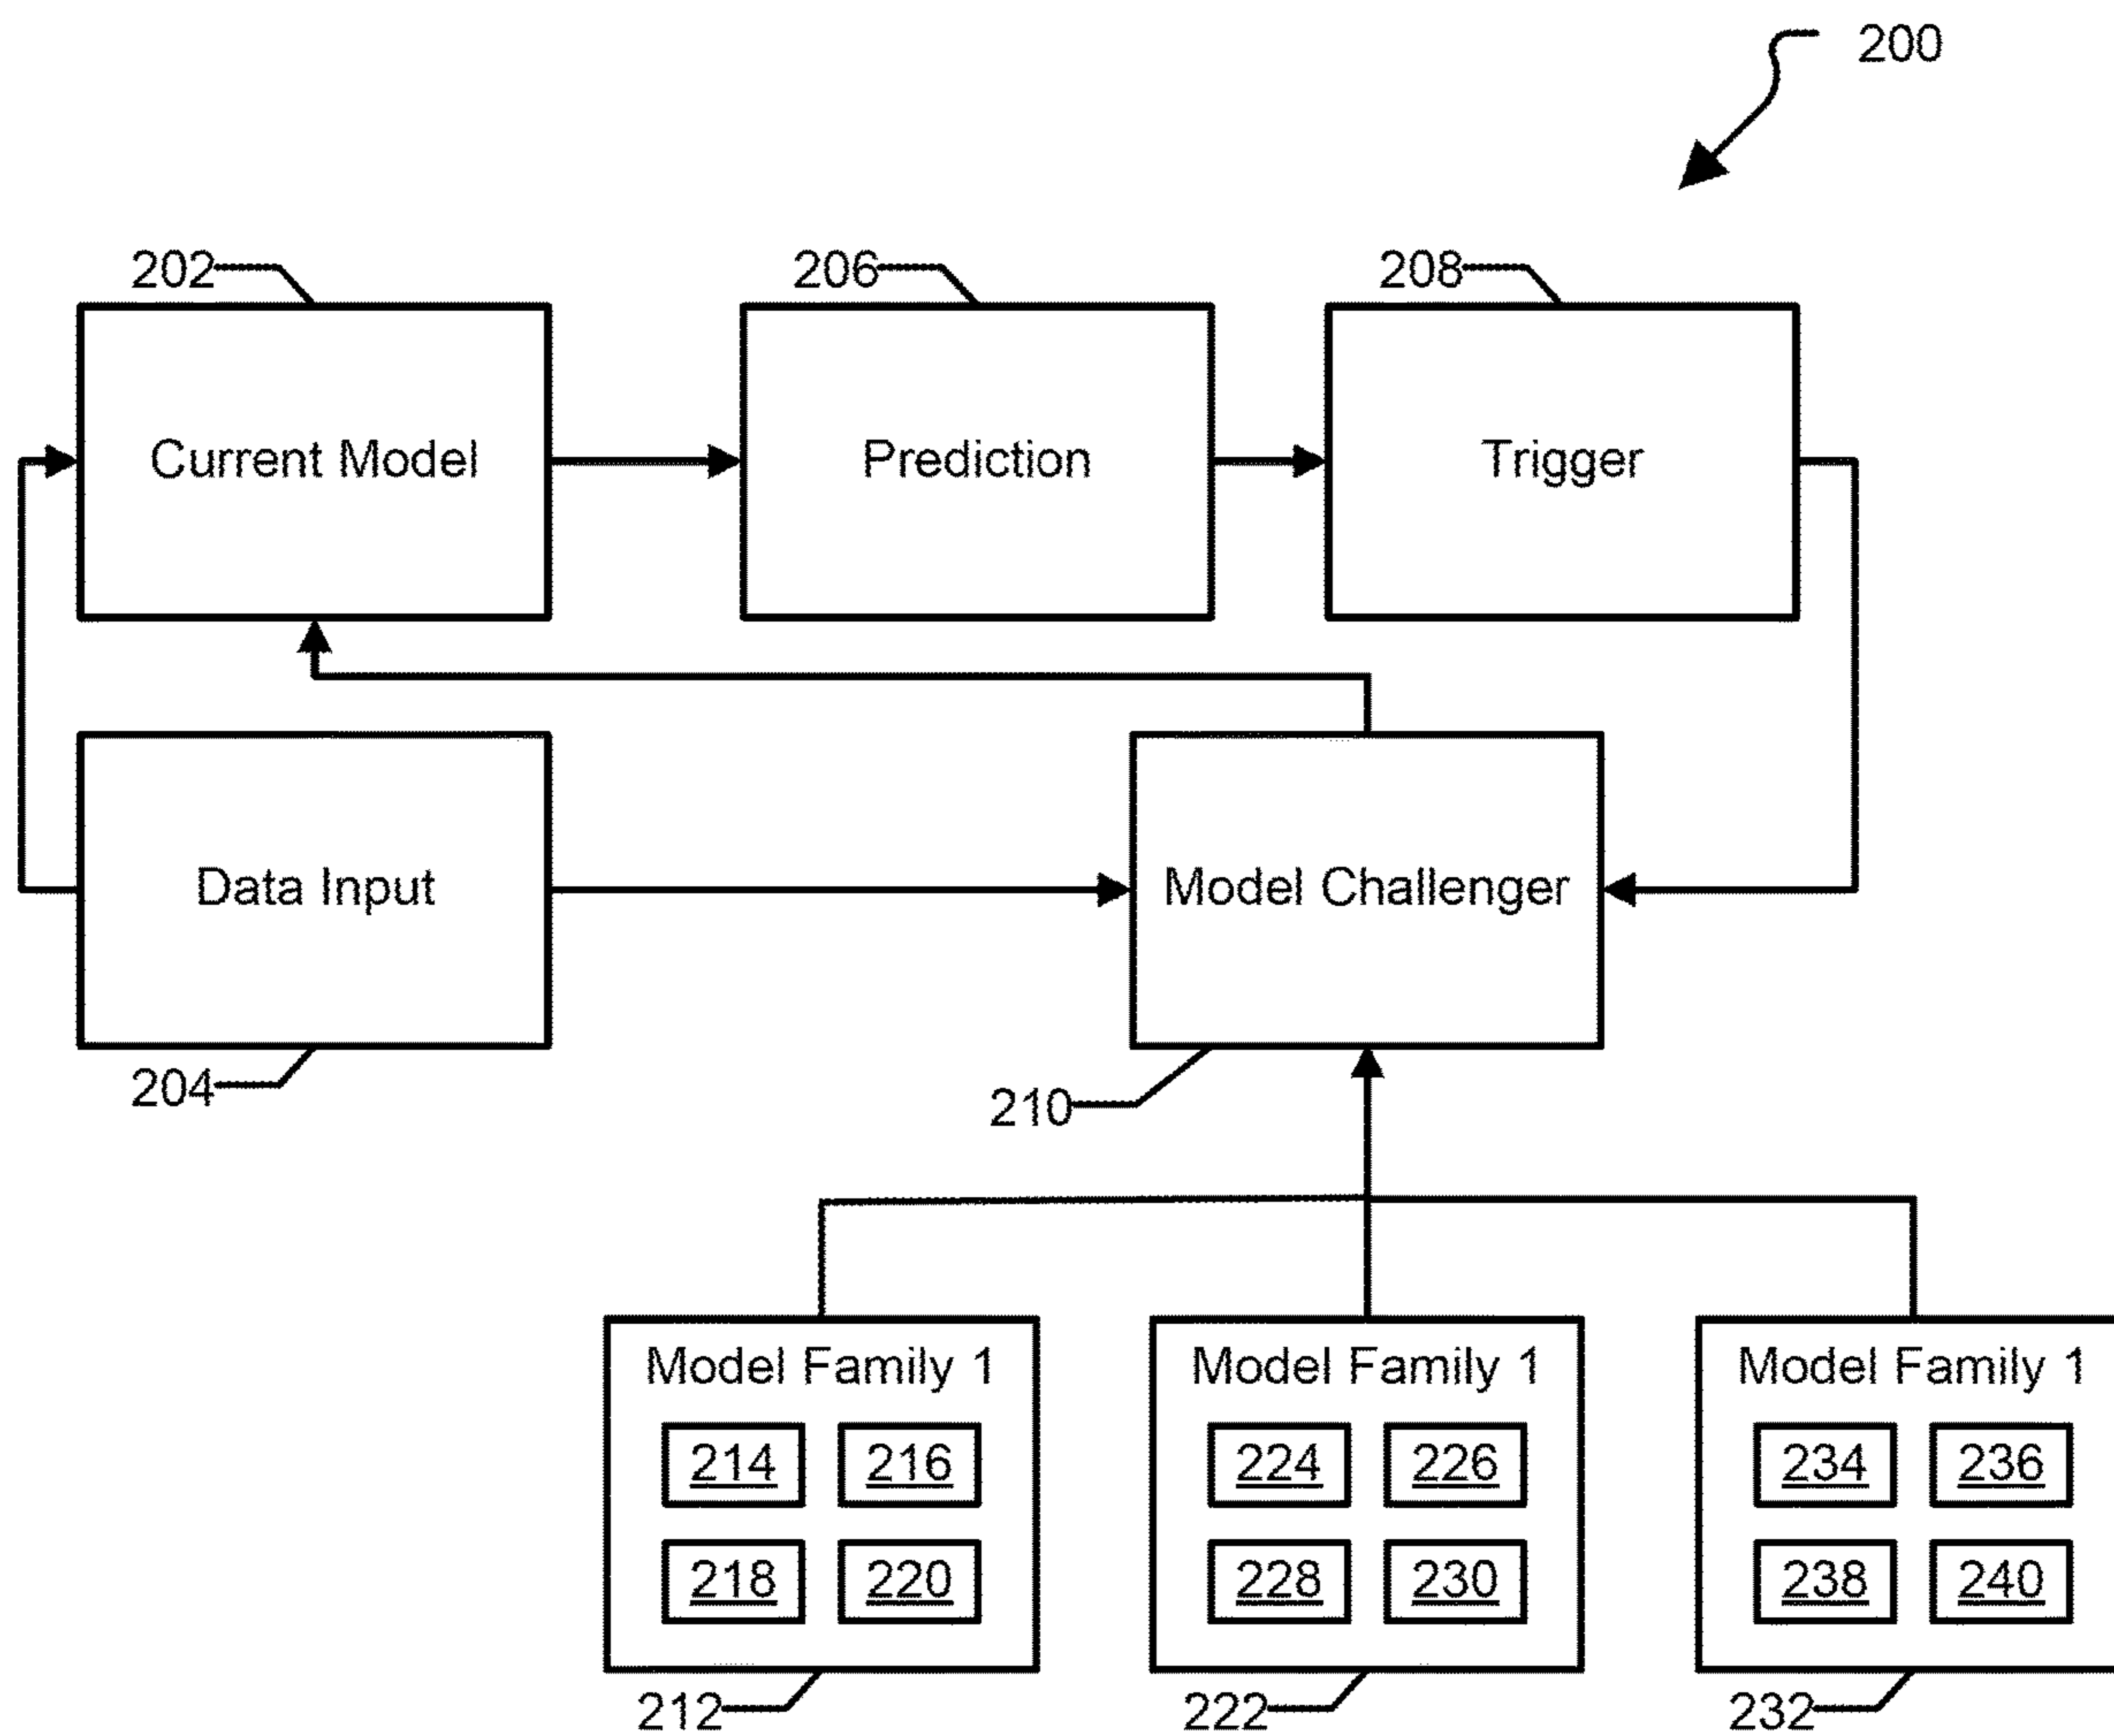 200
202
206
208
Current Model
Prediction
Trigger
Data Input
Model Challenger
204
210
Model Family 1
Model Family 1
Model Family 1
214
216
224
226
234
236
218
220
228
230
238
240
212
222
232